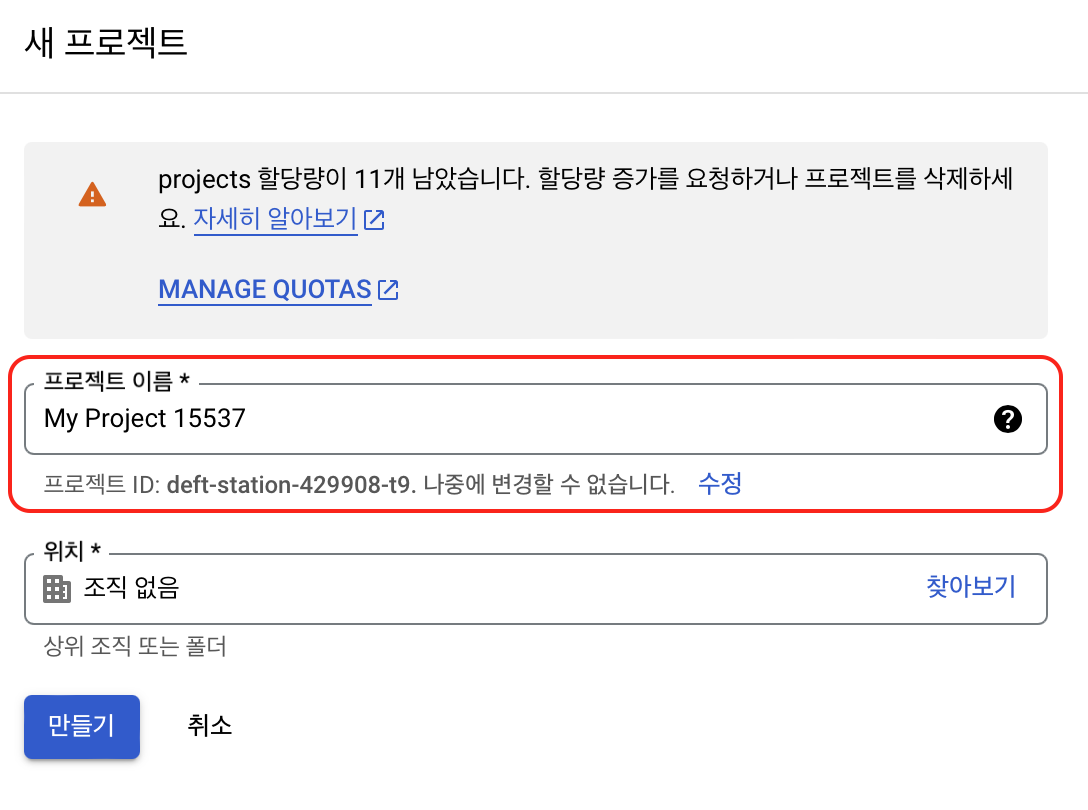 새 프로젝트
projects 할당량이 11개 남았습니다. 할당량 증가를 요청하거나 프로젝트를 삭제하세
요. 자세히 알아보기
MANAGE QUOTAS
프로젝트 이름 *
My Project 15537
프로젝트 ID: deft-station-429908-t9. 나중에 변경할 수 없습니다. 수정
위치 *
조직 없음 찾아보기
상위 조직 또는 폴더
만들기 취소